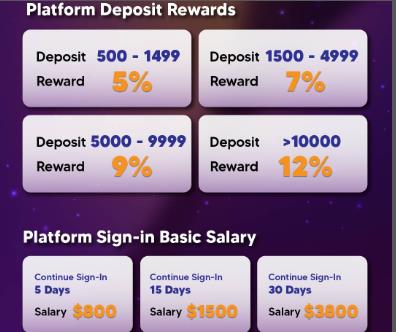 Platform Deposit Rewards
Deposit 500 - 1499
Reward 5%
Deposit 1500 - 4999
Reward 7%
Deposit 5000 - 9999
Reward 9%
Deposit >10000
Reward 12%
Platform Sign-in Basic Salary
Continue Sign-In
5 Days
Salary $800
Continue Sign-In
15 Days
Salary $1500
Continue Sign-In
30 Days
Salary $3800